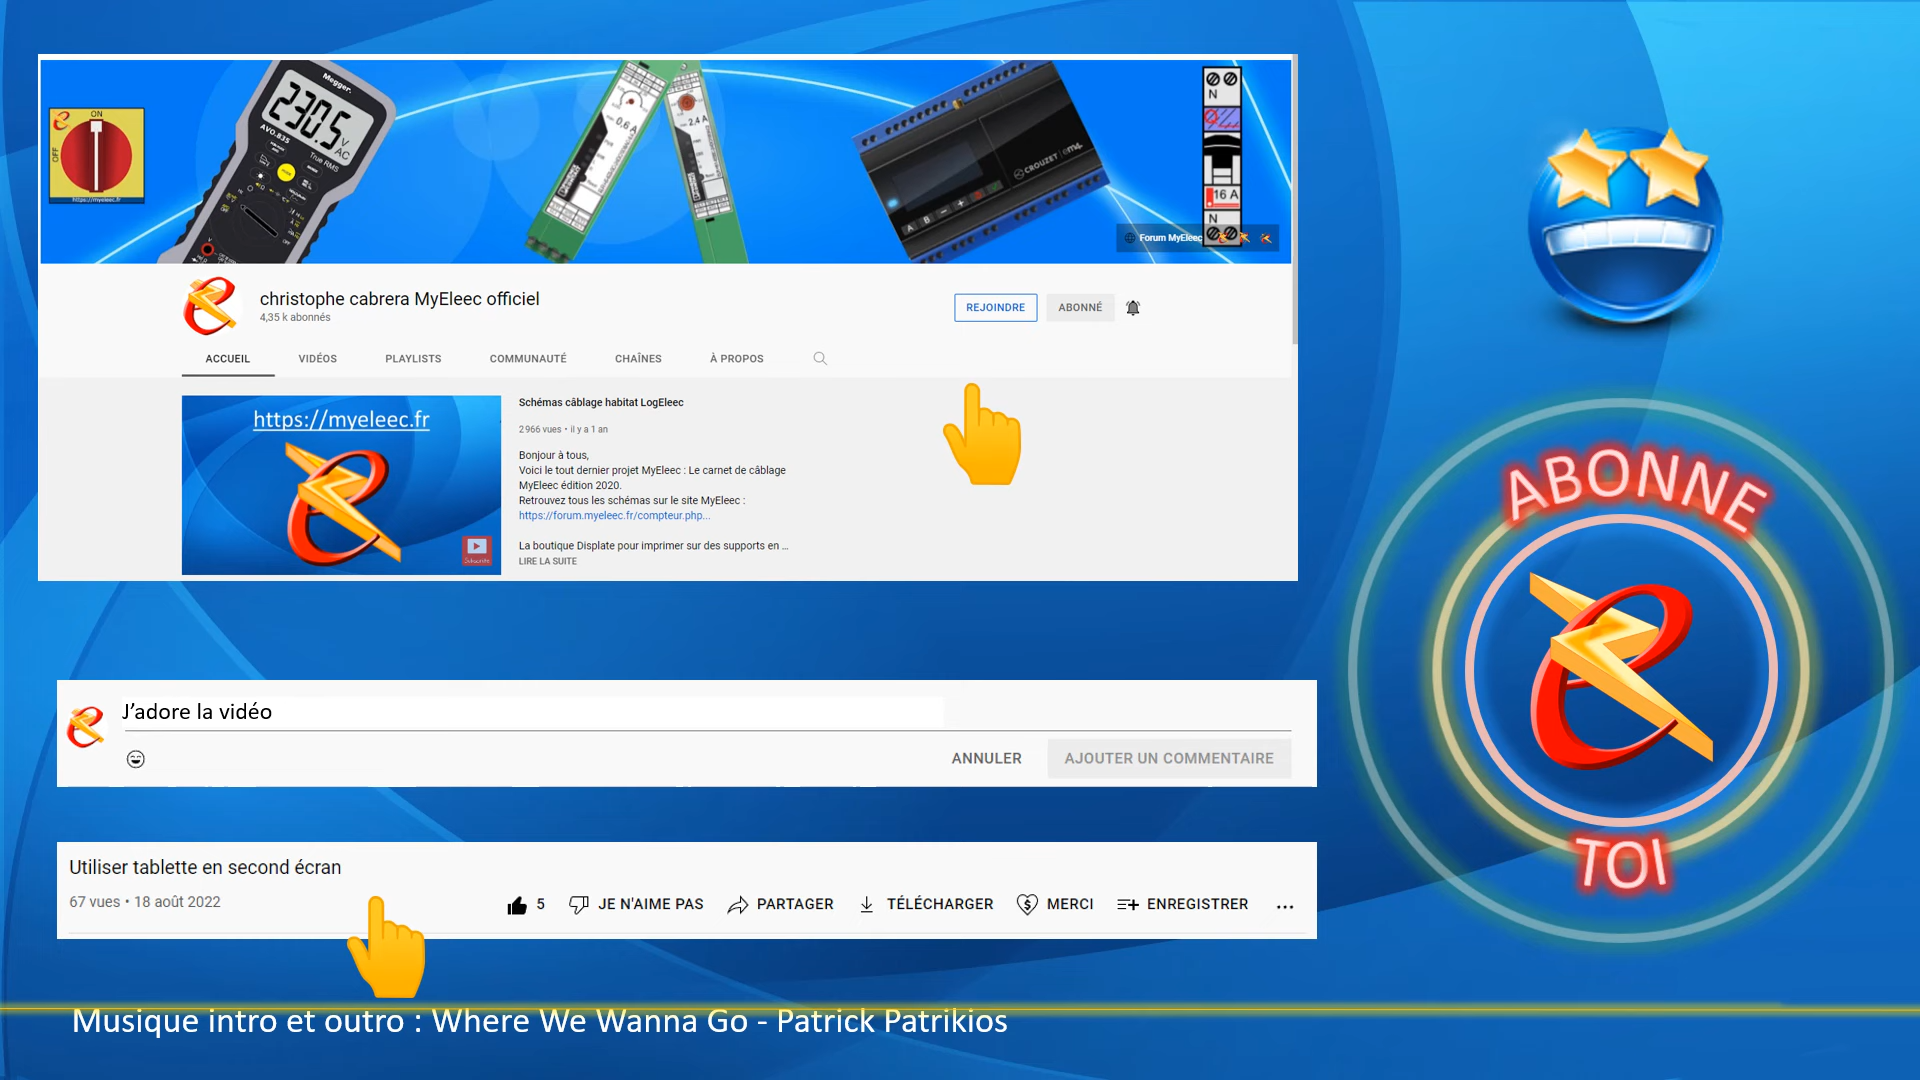 ON
OFF
https://myeleec.fr
Megger.
230.5 V AC
AVO.835
True RMS
0,6 A
2,4 A
CROUZET em4
A B
N
16 A
N
Forum MyEleec
christophe cabrera MyEleec officiel
4,35 k abonnés
REJOINDRE
ABONNÉ
ACCUEIL VIDÉOS PLAYLISTS COMMUNAUTÉ CHAÎNES À PROPOS
https://myeleec.fr
Subscribe
Schémas câblage habitat LogEleec
2 966 vues • il y a 1 an
Bonjour à tous,
Voici le tout dernier projet MyEleec : Le carnet de câblage
MyEleec édition 2020.
Retrouvez tous les schémas sur le site MyEleec :
https://forum.myeleec.fr/compteur.php...
La boutique Displate pour imprimer sur des supports en ...
LIRE LA SUITE
ABONNE
TOI
J’adore la vidéo
ANNULER AJOUTER UN COMMENTAIRE
Utiliser tablette en second écran
67 vues • 18 août 2022
5 JE N'AIME PAS PARTAGER TÉLÉCHARGER MERCI ENREGISTRER ...
Musique intro et outro : Where We Wanna Go - Patrick Patrikios